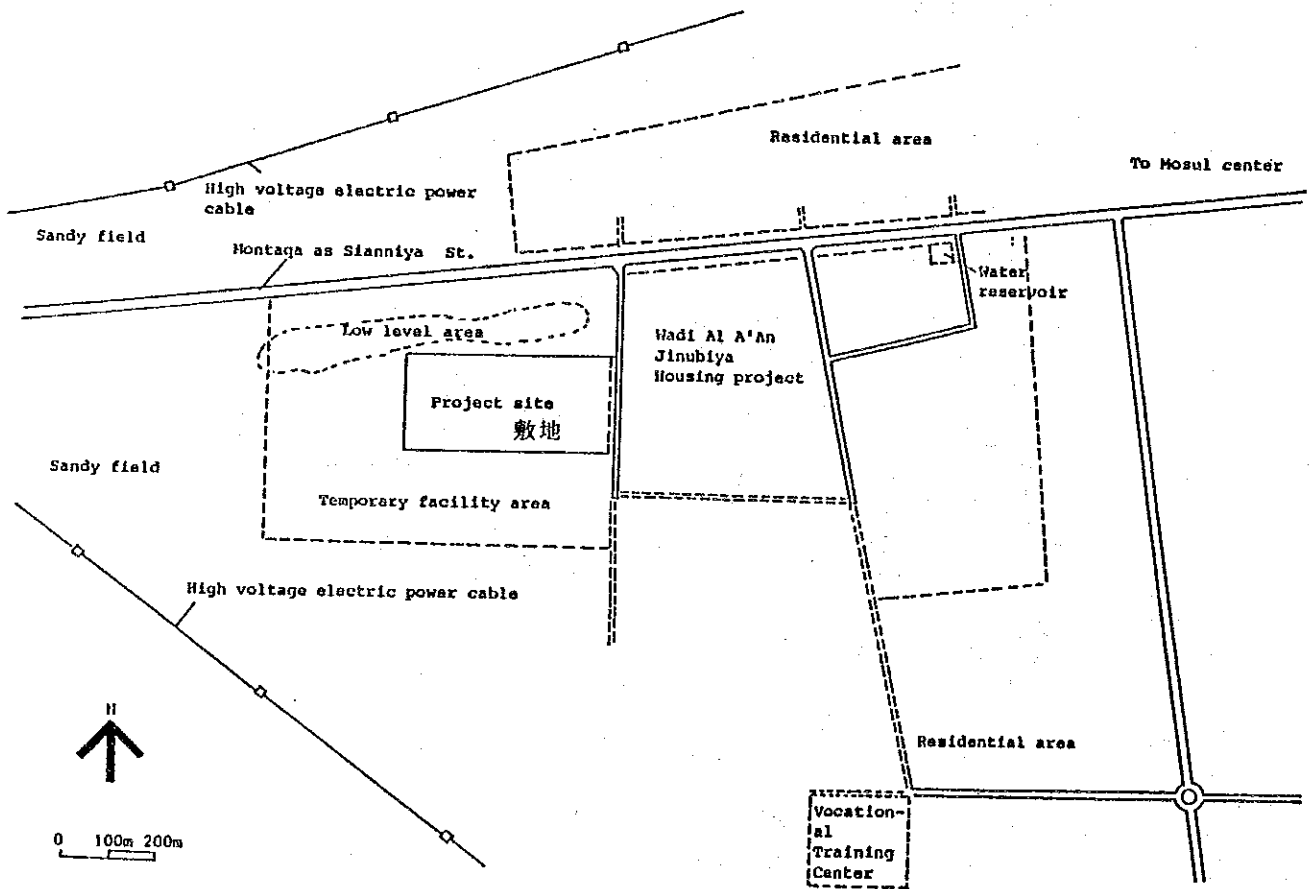 Residential area
To Mosul center
High voltage electric power
cable
Sandy field
Montaga as Sianniya St.
Water
reservoir
Low level area
Wadi Al A'An
Jinubiya
Housing project
Project site
敷地
Sandy field
Temporary facility area
High voltage electric power cable
N
Residential area
Vocation-
al
Training
Center
0 100m 200m